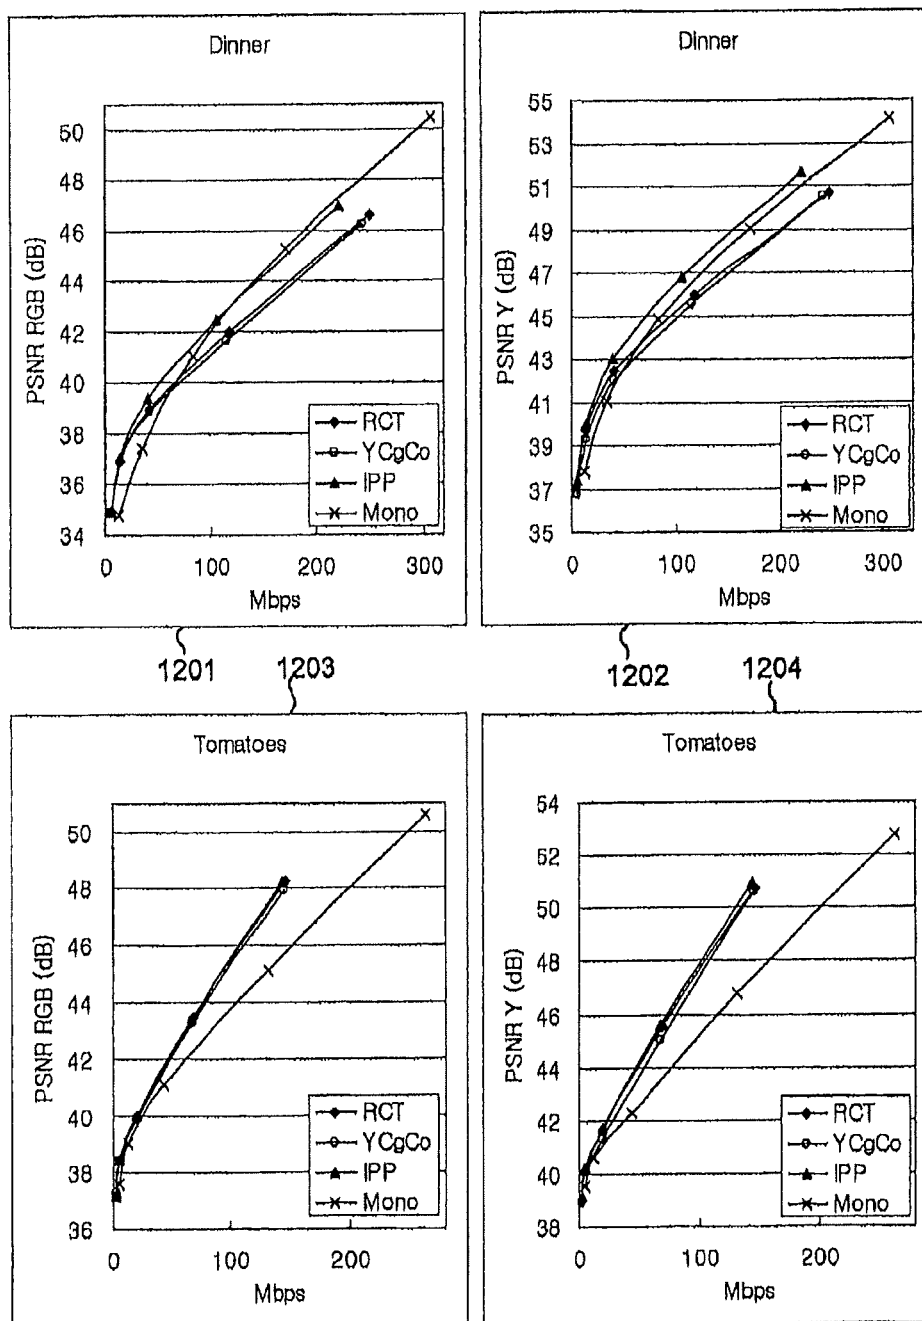 Dinner
PSNR RGB (dB)
50
48
46
44
42
40
38
36
34
RCT
YCgCo
IPP
Mono
0 100 200 300
Mbps
Dinner
PSNR Y (dB)
55
53
51
49
47
45
43
41
39
37
35
RCT
YCgCo
IPP
Mono
0 100 200 300
Mbps
1201 1203
1202 1204
Tomatoes
PSNR RGB (dB)
50
48
46
44
42
40
38
36
RCT
YCgCo
IPP
Mono
0 100 200
Mbps
Tomatoes
PSNR Y (dB)
54
52
50
48
46
44
42
40
38
RCT
YCgCo
IPP
Mono
0 100 200
Mbps